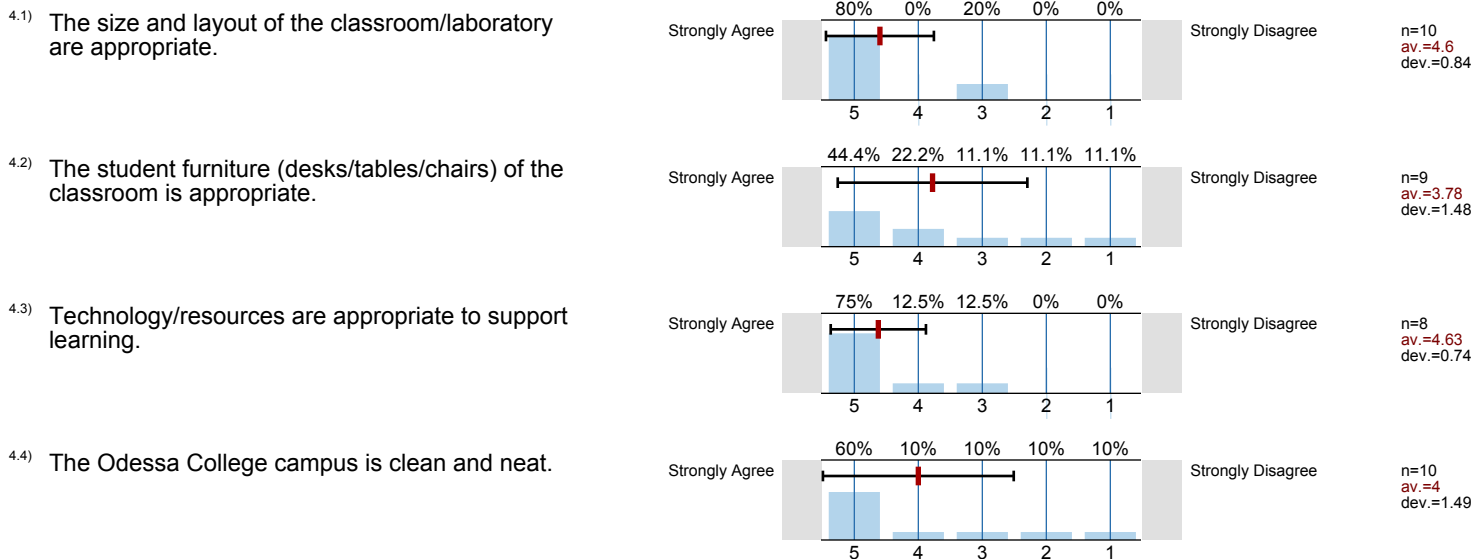 4.1) The size and layout of the classroom/laboratory
are appropriate.
80% 0% 20% 0% 0%
Strongly Agree
Strongly Disagree
n=10
av.=4.6
dev.=0.84
5 4 3 2 1
4.2) The student furniture (desks/tables/chairs) of the
classroom is appropriate.
44.4% 22.2% 11.1% 11.1% 11.1%
Strongly Agree
Strongly Disagree
n=9
av.=3.78
dev.=1.48
5 4 3 2 1
4.3) Technology/resources are appropriate to support
learning.
75% 12.5% 12.5% 0% 0%
Strongly Agree
Strongly Disagree
n=8
av.=4.63
dev.=0.74
5 4 3 2 1
4.4) The Odessa College campus is clean and neat.
60% 10% 10% 10% 10%
Strongly Agree
Strongly Disagree
n=10
av.=4
dev.=1.49
5 4 3 2 1